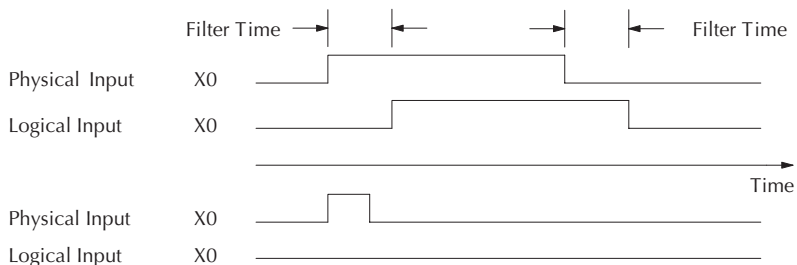 Filter Time Filter Time
Physical Input X0
Logical Input X0
Time
Physical Input X0
Logical Input X0